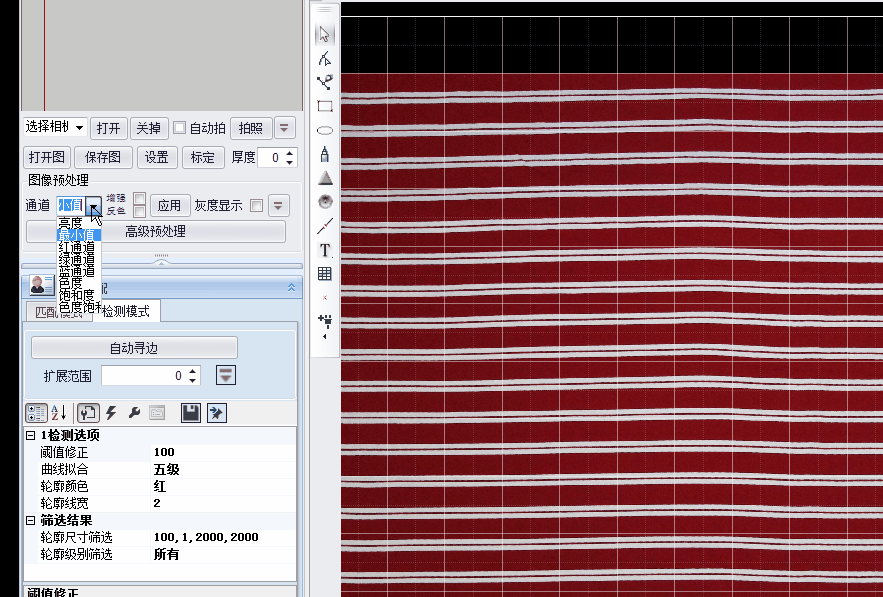 选择相机 打开 关掉 自动拍 拍照
打开图 保存图 设置 标定 厚度 0
图像预处理
通道 小值 增强 反色 应用 灰度显示
高级预处理
亮度
最小值
红通道
绿通道
蓝通道
色度
饱和度
色度饱和
配
匹配模式 检测模式
自动寻边
扩展范围 0
A Z
T
1检测选项
阈值修正 100
曲线拟合 五级
轮廓颜色 红
轮廓线宽 2
筛选结果
轮廓尺寸筛选 100,1,2000,2000
轮廓级别筛选 所有
阈值修正